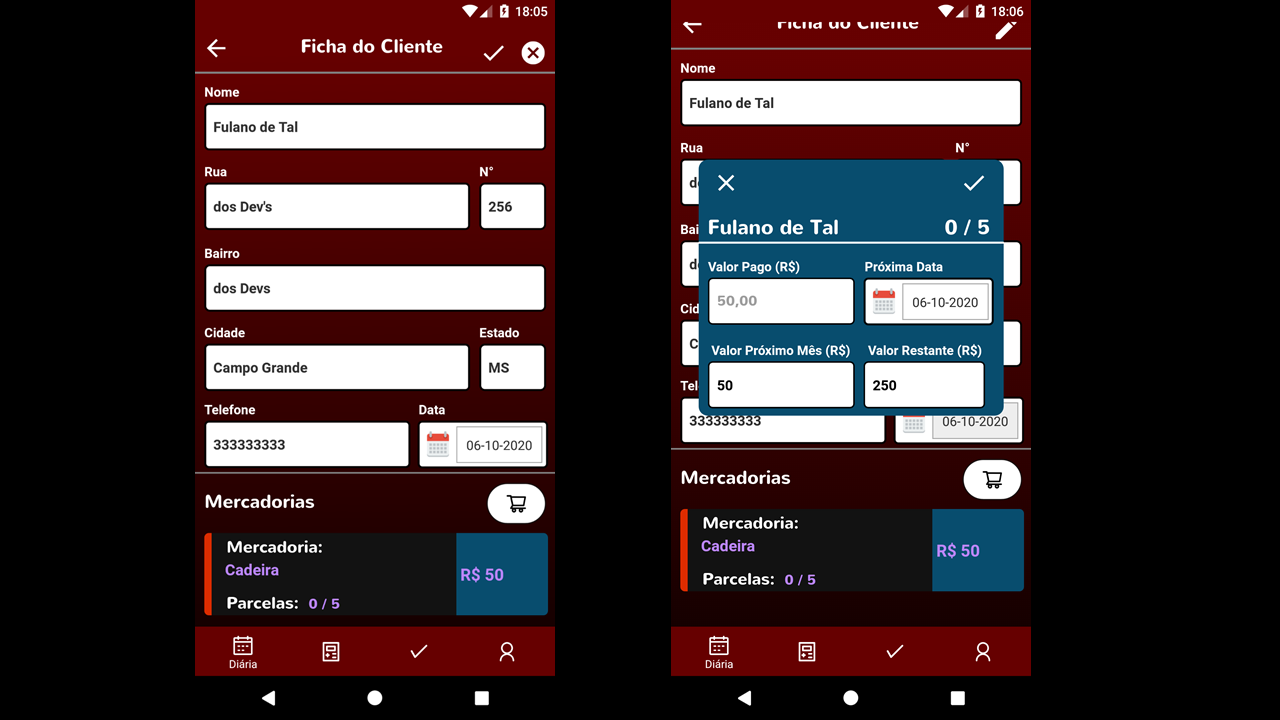 18:05
Ficha do Cliente
Nome
Fulano de Tal
Rua N°
dos Dev's 256
Bairro
dos Devs
Cidade Estado
Campo Grande MS
Telefone Data
333333333 06-10-2020
Mercadorias
Mercadoria:
Cadeira
R$ 50
Parcelas: 0 / 5
Diária
18:06
Ficha do Cliente
Nome
Fulano de Tal
Rua N°
Fulano de Tal 0 / 5
Valor Pago (R$) Próxima Data
50,00 06-10-2020
Valor Próximo Mês (R$) Valor Restante (R$)
50 250
333333333 06-10-2020
Mercadorias
Mercadoria:
Cadeira
R$ 50
Parcelas: 0 / 5
Diária